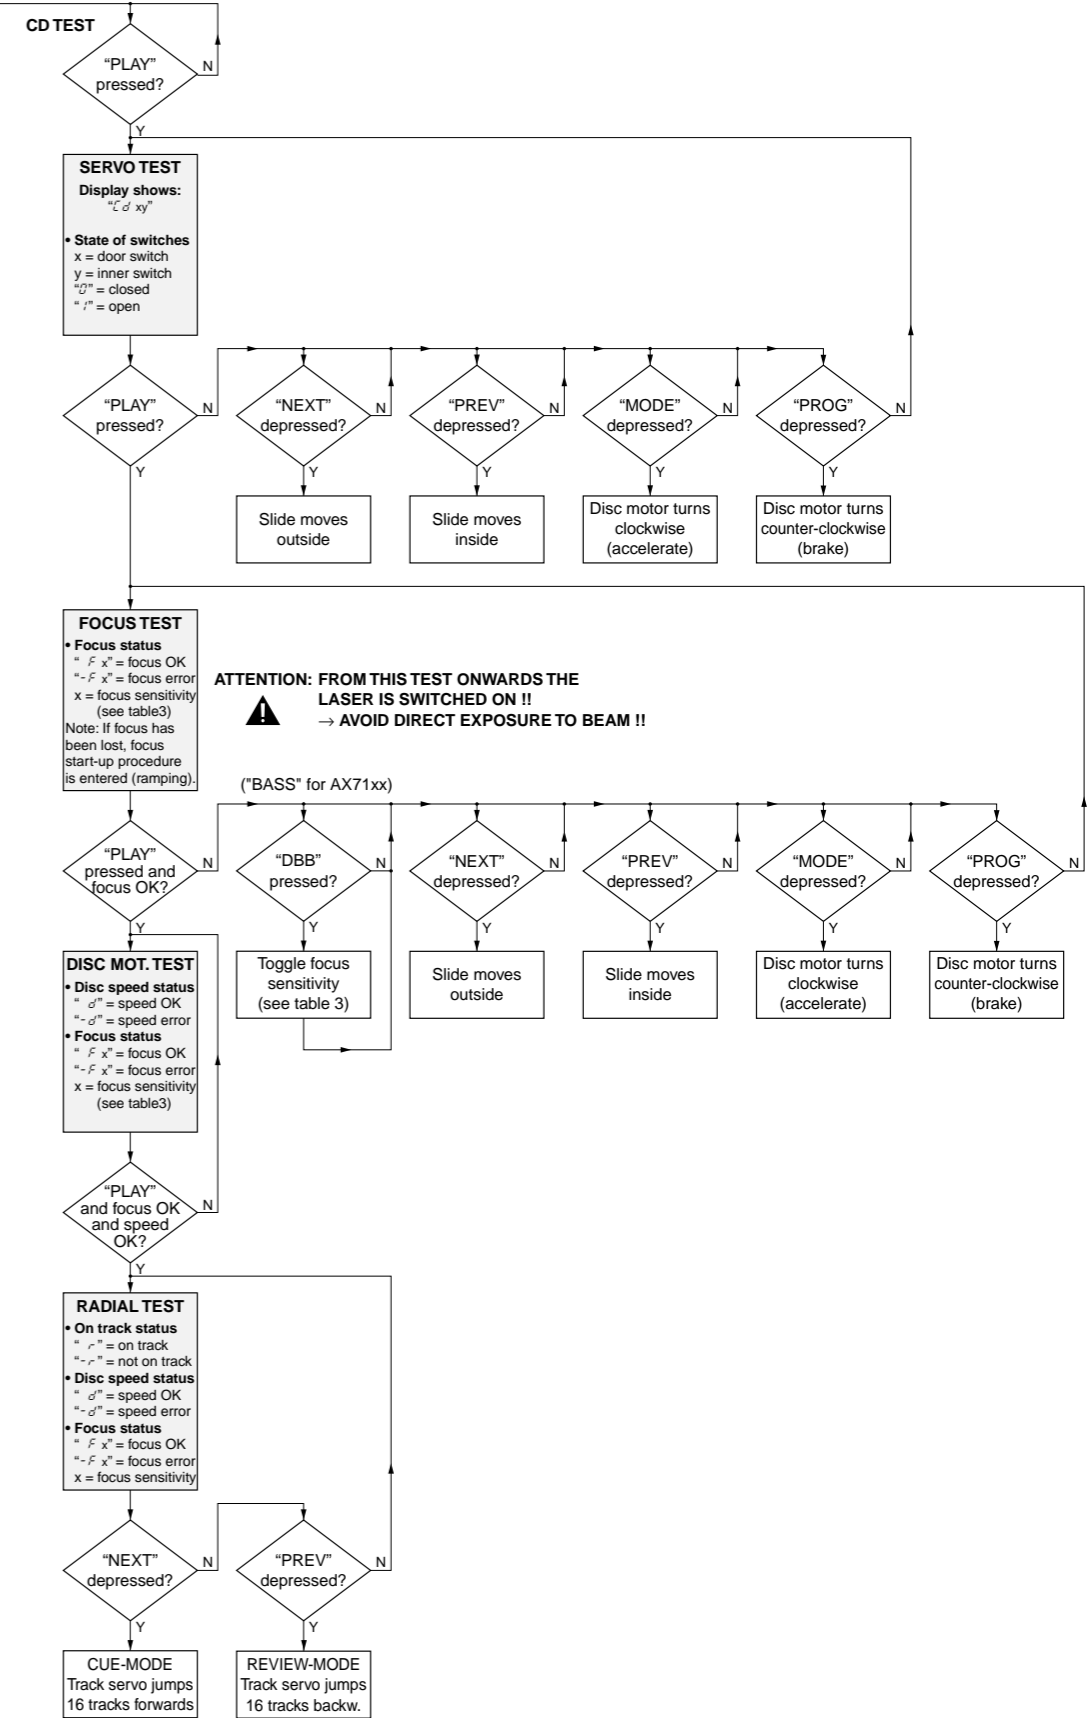 CD TEST
“PLAY”
pressed?
N
Y
SERVO TEST
Display shows:
“Cd xy”
• State of switches
x = door switch
y = inner switch
“0” = closed
“1” = open
“PLAY”
pressed?
N
Y
“NEXT”
depressed?
N
Y
“PREV”
depressed?
N
Y
“MODE”
depressed?
N
Y
“PROG”
depressed?
N
Y
Slide moves
outside
Slide moves
inside
Disc motor turns
clockwise
(accelerate)
Disc motor turns
counter-clockwise
(brake)
FOCUS TEST
• Focus status
“ F x” = focus OK
“-F x” = focus error
x = focus sensitivity
(see table3)
Note: If focus has
been lost, focus
start-up procedure
is entered (ramping).
ATTENTION: FROM THIS TEST ONWARDS THE
LASER IS SWITCHED ON !!
→ AVOID DIRECT EXPOSURE TO BEAM !!
("BASS" for AX71xx)
“PLAY”
pressed and
focus OK?
N
Y
“DBB”
pressed?
N
Y
“NEXT”
depressed?
N
Y
“PREV”
depressed?
N
Y
“MODE”
depressed?
N
Y
“PROG”
depressed?
N
Y
Toggle focus
sensitivity
(see table 3)
Slide moves
outside
Slide moves
inside
Disc motor turns
clockwise
(accelerate)
Disc motor turns
counter-clockwise
(brake)
DISC MOT. TEST
• Disc speed status
“ d” = speed OK
“-d” = speed error
• Focus status
“ F x” = focus OK
“-F x” = focus error
x = focus sensitivity
(see table3)
“PLAY”
and focus OK
and speed
OK?
N
Y
RADIAL TEST
• On track status
“ r” = on track
“-r” = not on track
• Disc speed status
“ d” = speed OK
“-d” = speed error
• Focus status
“ F x” = focus OK
“-F x” = focus error
x = focus sensitivity
“NEXT”
depressed?
N
Y
“PREV”
depressed?
N
Y
CUE-MODE
Track servo jumps
16 tracks forwards
REVIEW-MODE
Track servo jumps
16 tracks backw.